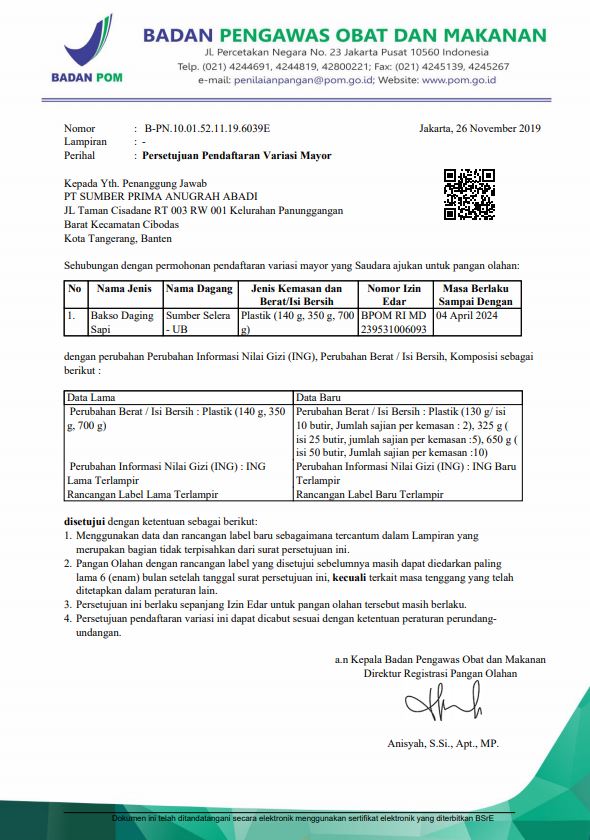 BADAN POM
BADAN PENGAWAS OBAT DAN MAKANAN
JL. Percetakan Negara No. 23 Jakarta Pusat 10560 Indonesia
Telp. (021) 4244691, 4244819, 42800221; Fax: (021) 4245139, 4245267
e-mail: penilaianpangan@pom.go.id; Website: www.pom.go.id
Nomor : B-PN.10.01.52.11.19.6039E Jakarta, 26 November 2019
Lampiran : -
Perihal : Persetujuan Pendaftaran Variasi Mayor
Kepada Yth. Penanggung Jawab
PT SUMBER PRIMA ANUGRAH ABADI
JL Taman Cisadane RT 003 RW 001 Kelurahan Panunggangan
Barat Kecamatan Cibodas
Kota Tangerang, Banten
Sehubungan dengan permohonan pendaftaran variasi mayor yang Saudara ajukan untuk pangan olahan:
No Nama Jenis Nama Dagang Jenis Kemasan dan Nomor Izin Masa Berlaku
Berat/Isi Bersih Edar Sampai Dengan
1. Bakso Daging Sumber Selera Plastik (140 g, 350 g, 700 BPOM RI MD 04 April 2024
Sapi - UB g) 239531006093
dengan perubahan Perubahan Informasi Nilai Gizi (ING), Perubahan Berat / Isi Bersih, Komposisi sebagai
berikut :
Data Lama Data Baru
Perubahan Berat / Isi Bersih : Plastik (140 g, 350 Perubahan Berat / Isi Bersih : Plastik (130 g/ isi
g, 700 g) 10 butir, Jumlah sajian per kemasan : 2), 325 g (
isi 25 butir, jumlah sajian per kemasan :5), 650 g (
isi 50 butir, Jumlah sajian per kemasan :10)
Perubahan Informasi Nilai Gizi (ING) : ING Perubahan Informasi Nilai Gizi (ING) : ING Baru
Lama Terlampir Terlampir
Rancangan Label Lama Terlampir Rancangan Label Baru Terlampir
disetujui dengan ketentuan sebagai berikut:
1. Menggunakan data dan rancangan label baru sebagaimana tercantum dalam Lampiran yang
merupakan bagian tidak terpisahkan dari surat persetujuan ini.
2. Pangan Olahan dengan rancangan label yang disetujui sebelumnya masih dapat diedarkan paling
lama 6 (enam) bulan setelah tanggal surat persetujuan ini, kecuali terkait masa tenggang yang telah
ditetapkan dalam peraturan lain.
3. Persetujuan ini berlaku sepanjang Izin Edar untuk pangan olahan tersebut masih berlaku.
4. Persetujuan pendaftaran variasi ini dapat dicabut sesuai dengan ketentuan peraturan perundang-
undangan.
a.n Kepala Badan Pengawas Obat dan Makanan
Direktur Registrasi Pangan Olahan
Anisyah, S.Si., Apt., MP.
Dokumen ini telah ditandatangani secara elektronik menggunakan sertifikat elektronik yang diterbitkan BSrE